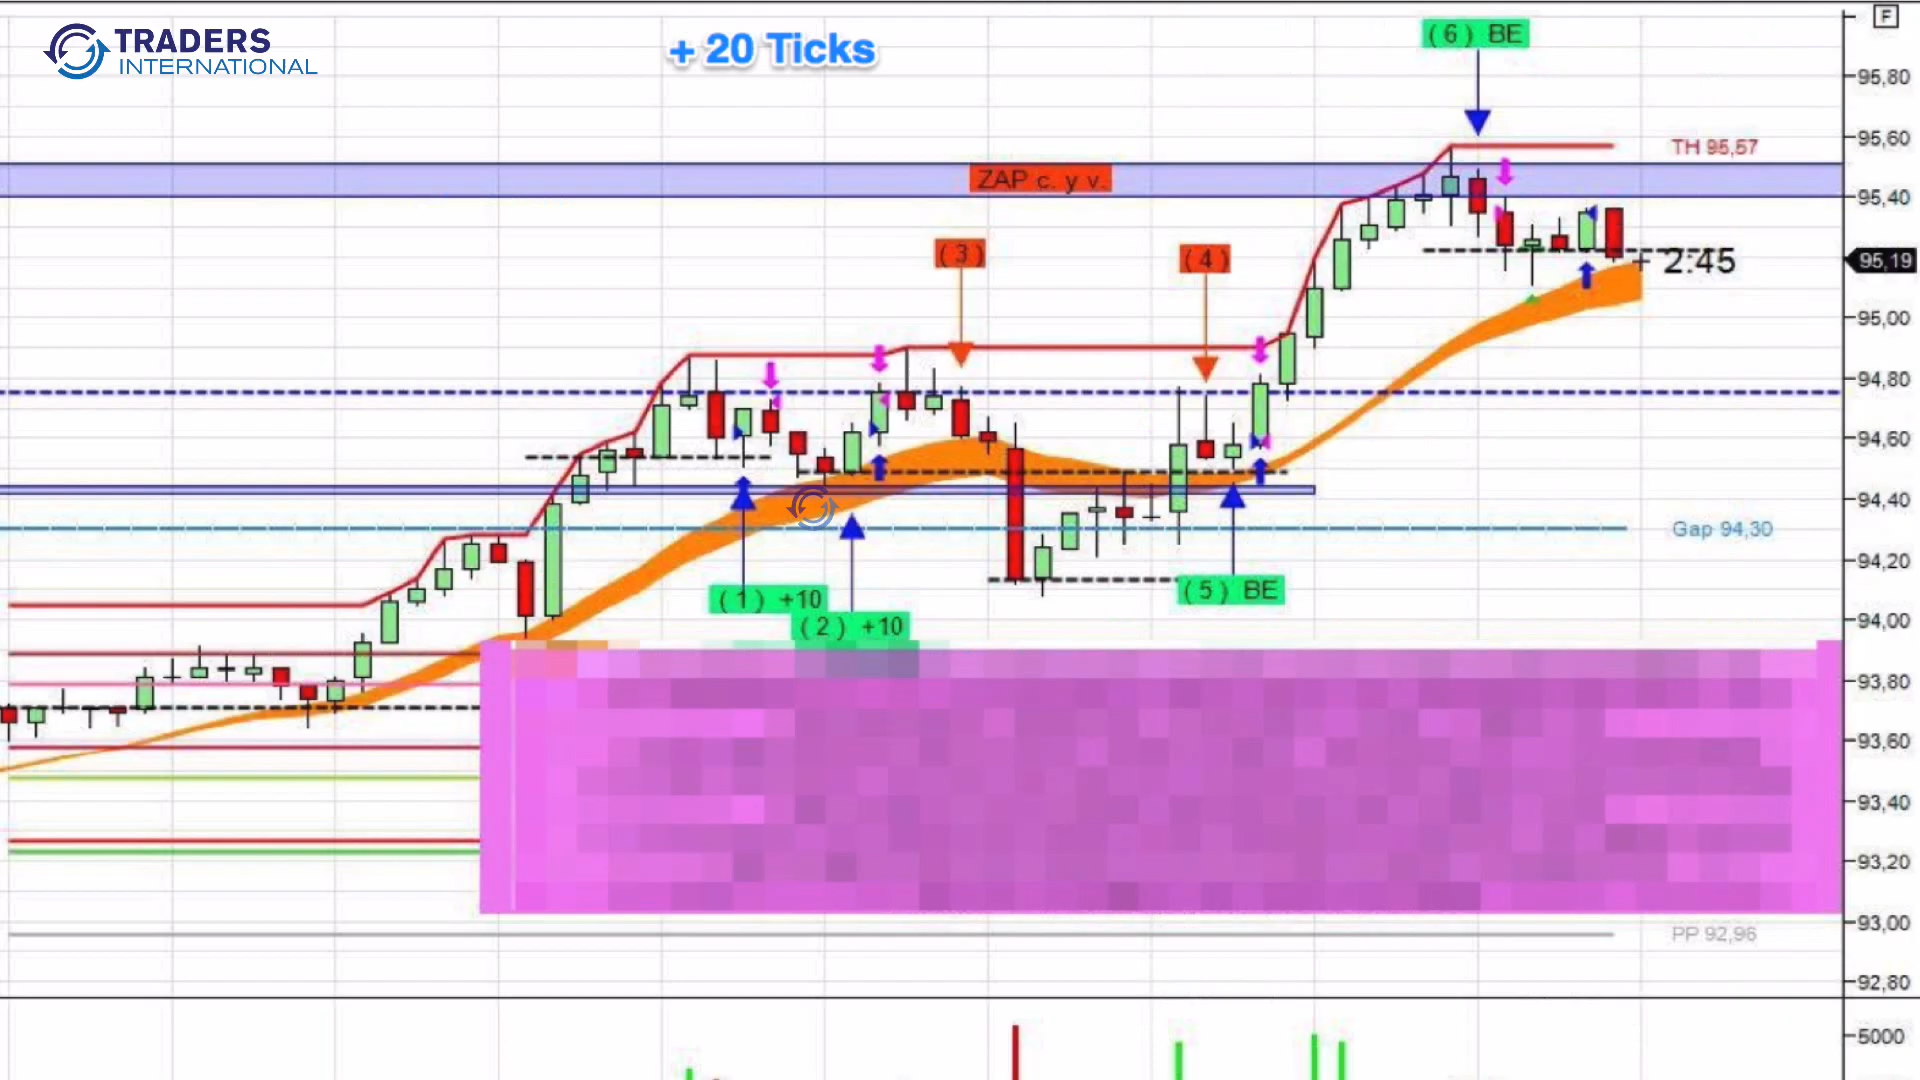 TRADERS
INTERNATIONAL
+ 20 Ticks
( 6 ) BE
F
95,80
95,60
TH 95,57
ZAP c. y v.
95,40
( 3 )
( 4 )
2:45
95,19
95,00
94,80
94,60
94,40
Gap 94,30
94,20
( 5 ) BE
( 1 ) +10
( 2 ) +10
94,00
93,80
93,60
93,40
93,20
93,00
PP 92,96
92,80
5000